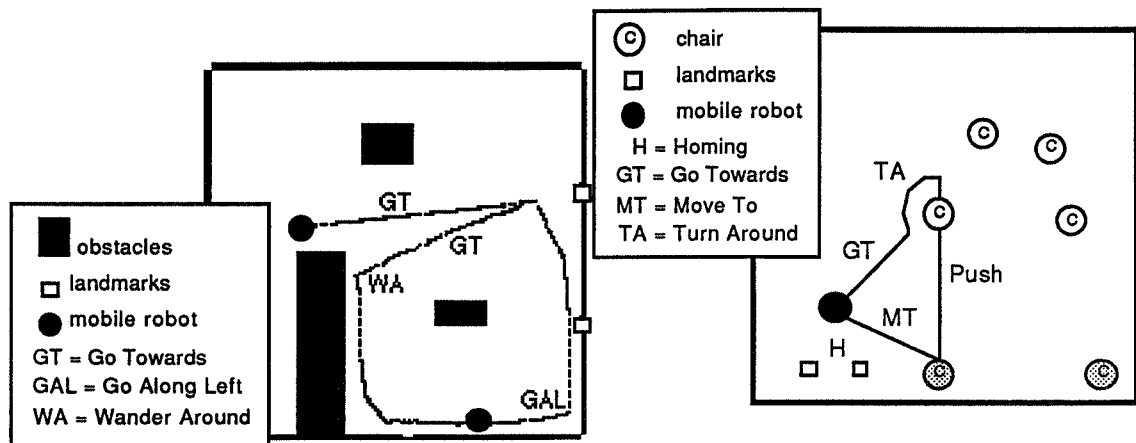 obstacles
landmarks
mobile robot
GT = Go Towards
GAL = Go Along Left
WA = Wander Around
GT
GT
WA
GAL
C chair
landmarks
mobile robot
H = Homing
GT = Go Towards
MT = Move To
TA = Turn Around
C
C
TA
C
C
GT
Push
MT
H
C
C